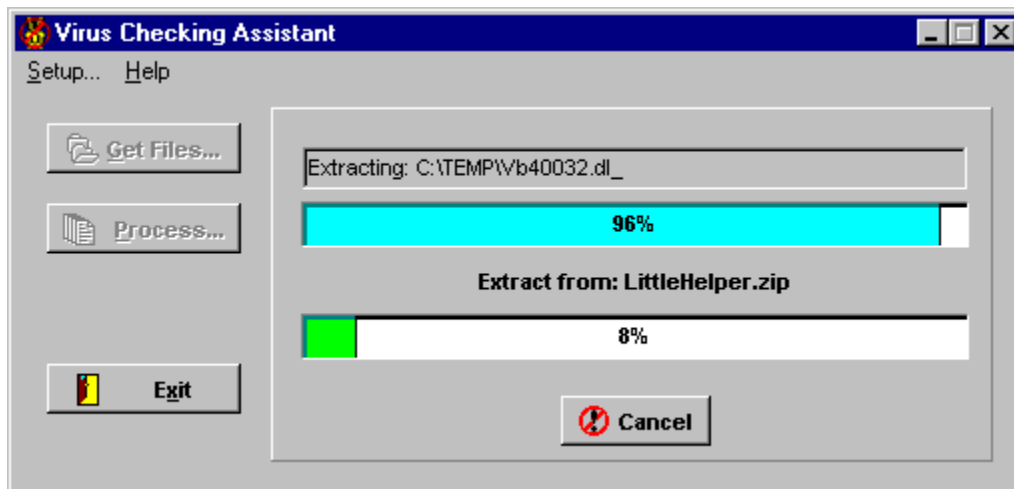 Virus Checking Assistant
Setup... Help
Get Files...
Extracting: C:\TEMP\Vb40032.dl_
Process...
96%
Extract from: LittleHelper.zip
8%
Exit
Cancel